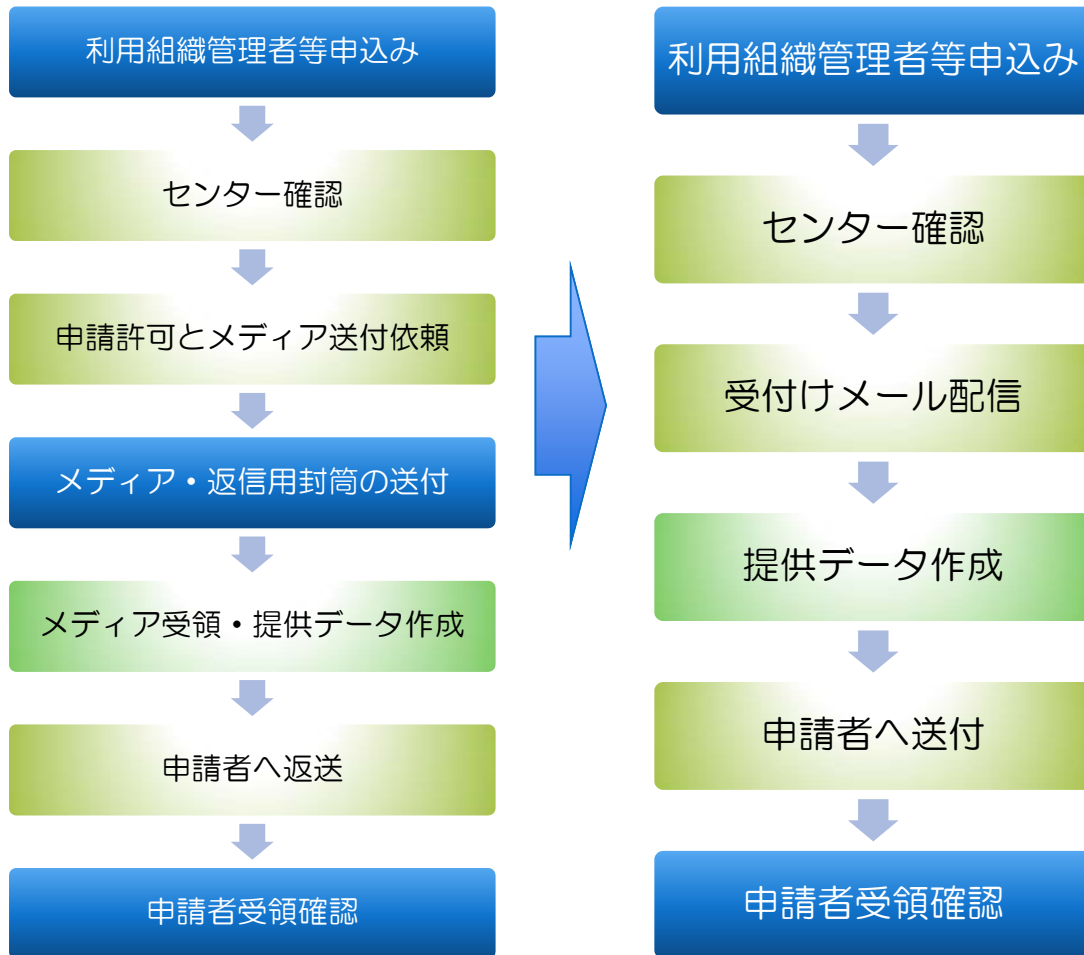 利用組織管理者等申込み
センター確認
申請許可とメディア送付依頼
メディア・返信用封筒の送付
メディア受領・提供データ作成
申請者へ返送
申請者受領確認
利用組織管理者等申込み
センター確認
受付けメール配信
提供データ作成
申請者へ送付
申請者受領確認